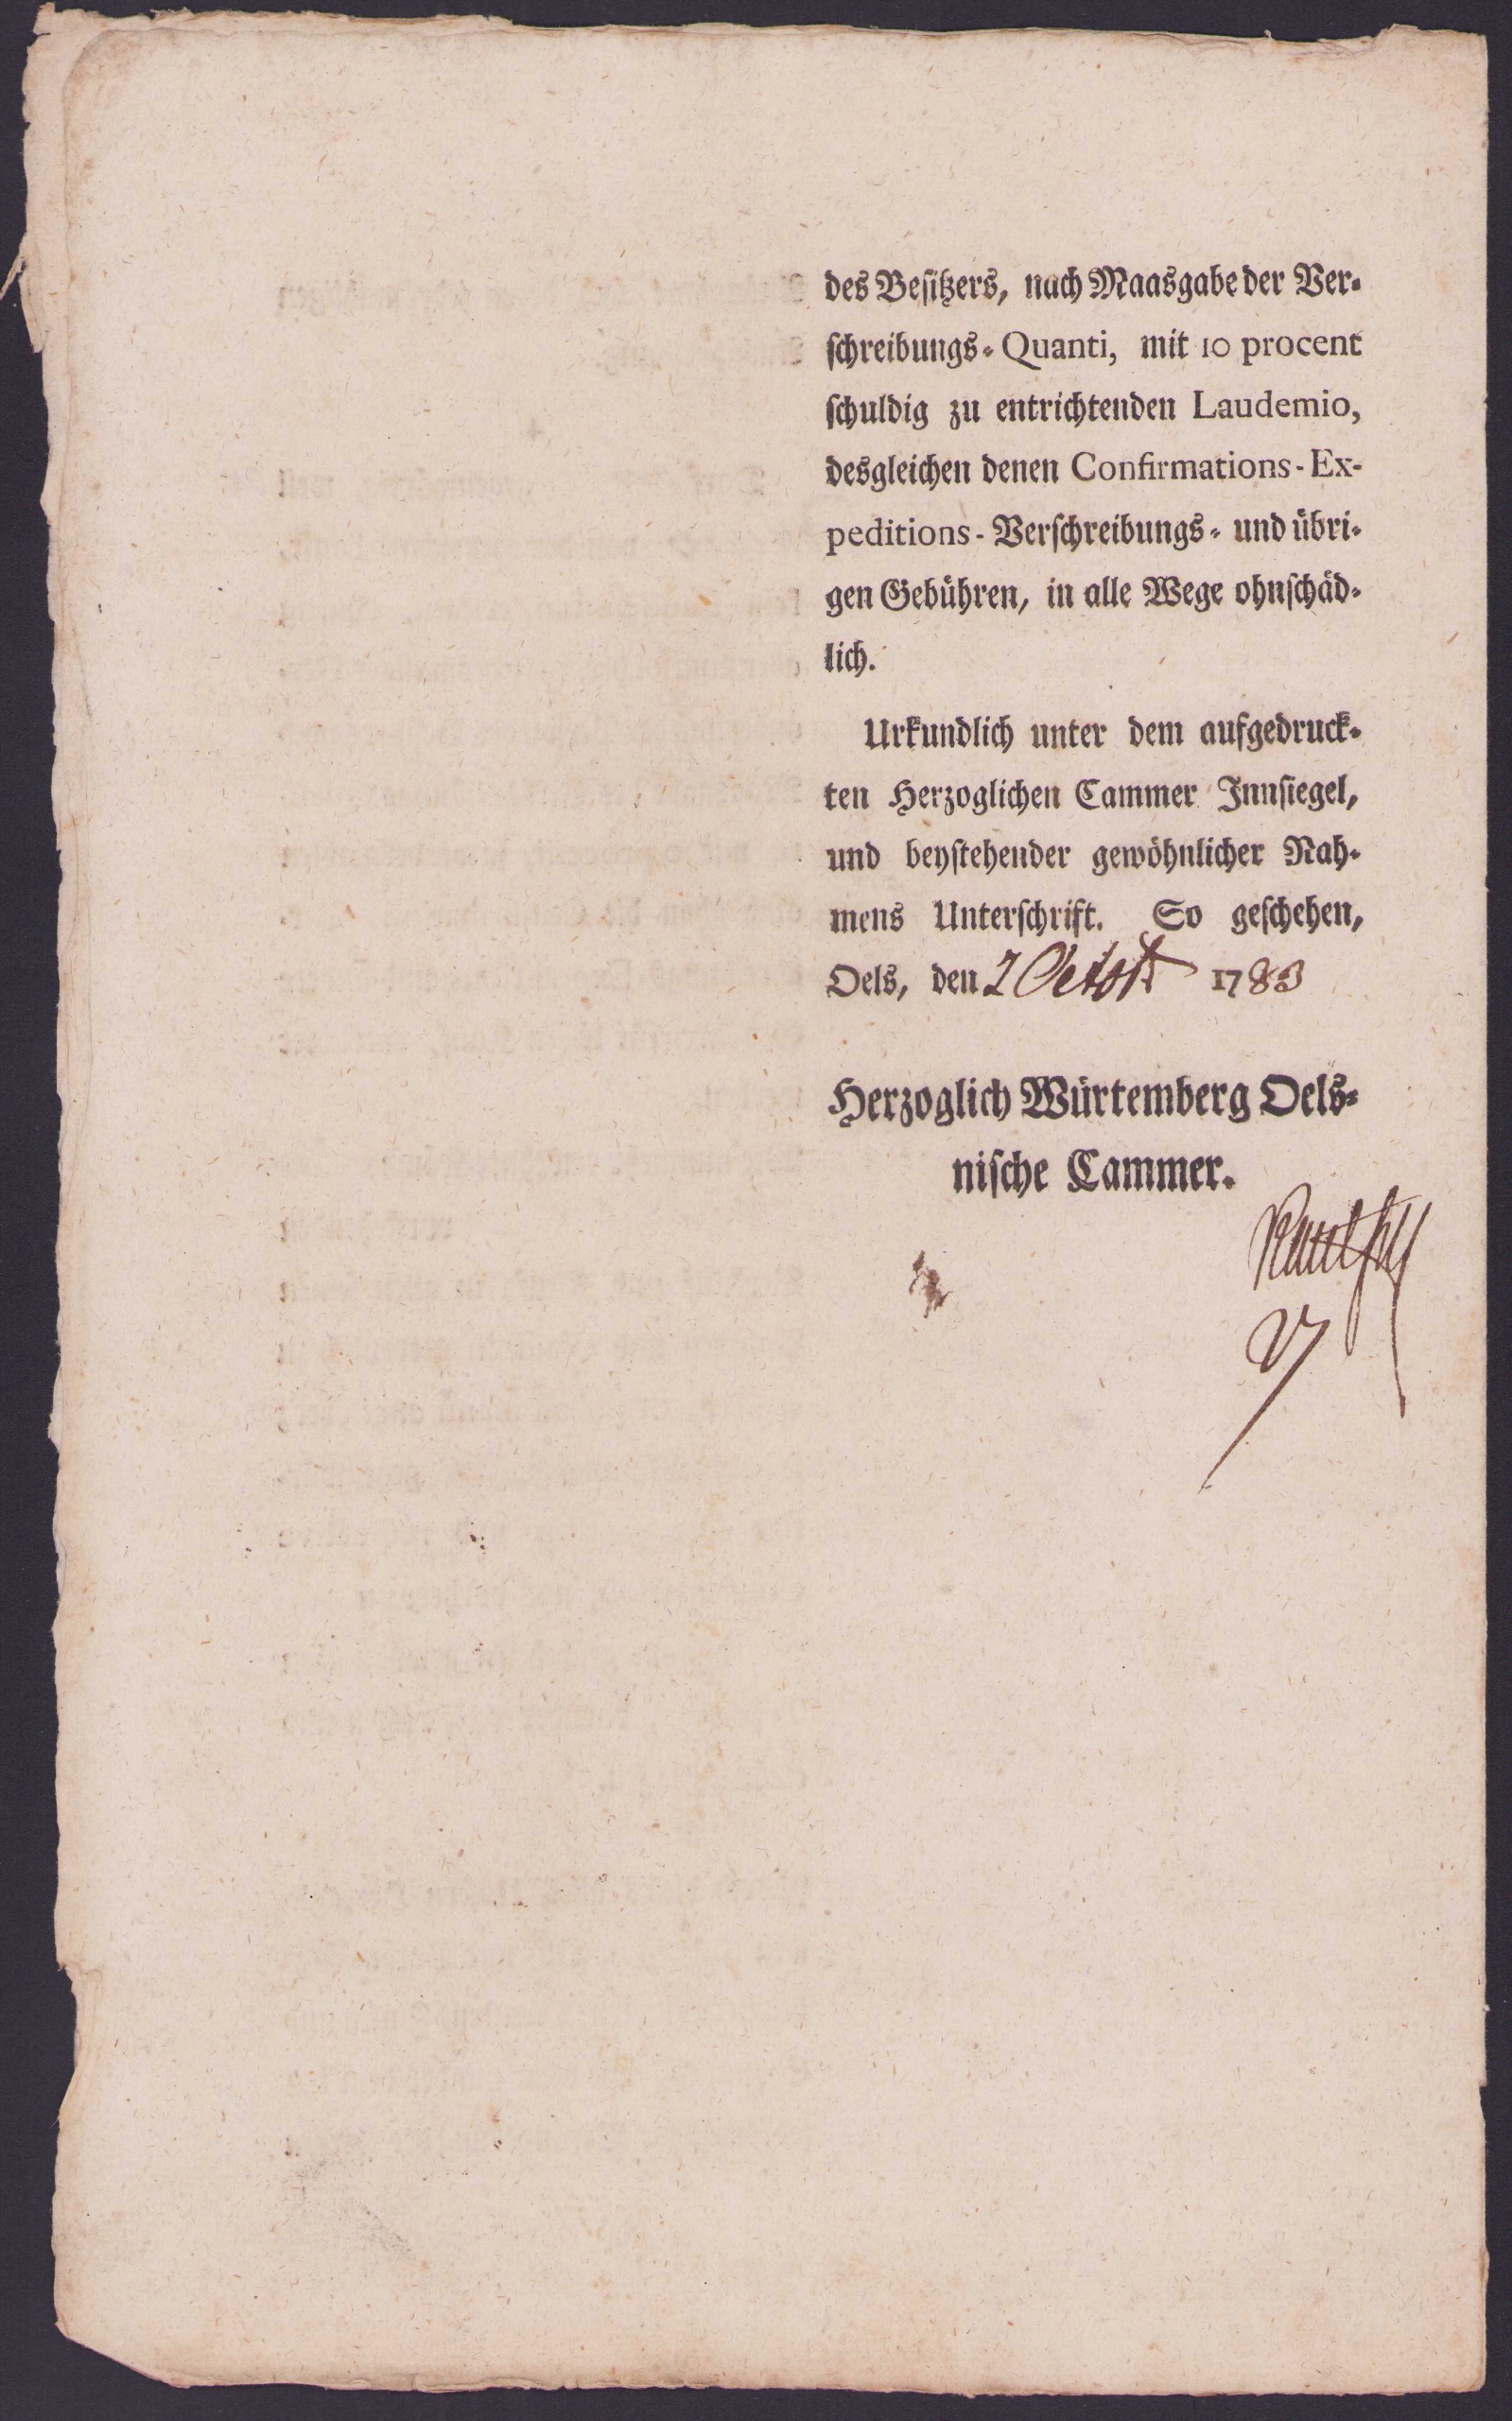 des Besitzers, nach Maasgabe der Ver-
schreibungs-Quanti, mit 10 procent
schuldig zu entrichtenden Laudemio,
desgleichen denen Confirmations-Ex-
peditions-Verschreibungs- und übri-
gen Gebühren, in alle Wege ohnschäd-
lich.
Urkundlich unter dem aufgedruck-
ten Herzoglichen Cammer Innsiegel,
und beystehender gewöhnlicher Nah-
mens Unterschrift. So geschehen,
Oels, den 2 Octobr 1783
Herzoglich Würtemberg Oels-
nische Cammer.